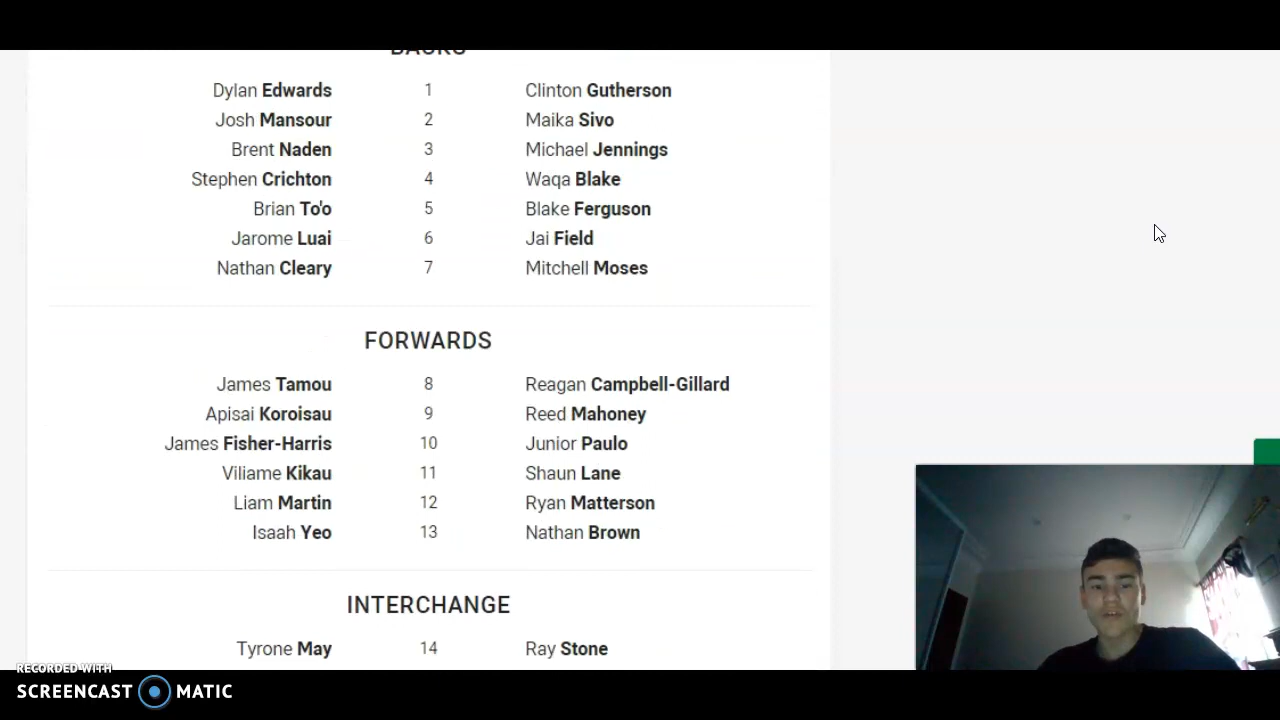 BACKS
Dylan Edwards 1 Clinton Gutherson
Josh Mansour 2 Maika Sivo
Brent Naden 3 Michael Jennings
Stephen Crichton 4 Waqa Blake
Brian To'o 5 Blake Ferguson
Jarome Luai 6 Jai Field
Nathan Cleary 7 Mitchell Moses
FORWARDS
James Tamou 8 Reagan Campbell-Gillard
Apisai Koroisau 9 Reed Mahoney
James Fisher-Harris 10 Junior Paulo
Viliame Kikau 11 Shaun Lane
Liam Martin 12 Ryan Matterson
Isaah Yeo 13 Nathan Brown
INTERCHANGE
Tyrone May 14 Ray Stone
RECORDED WITH
SCREENCAST MATIC